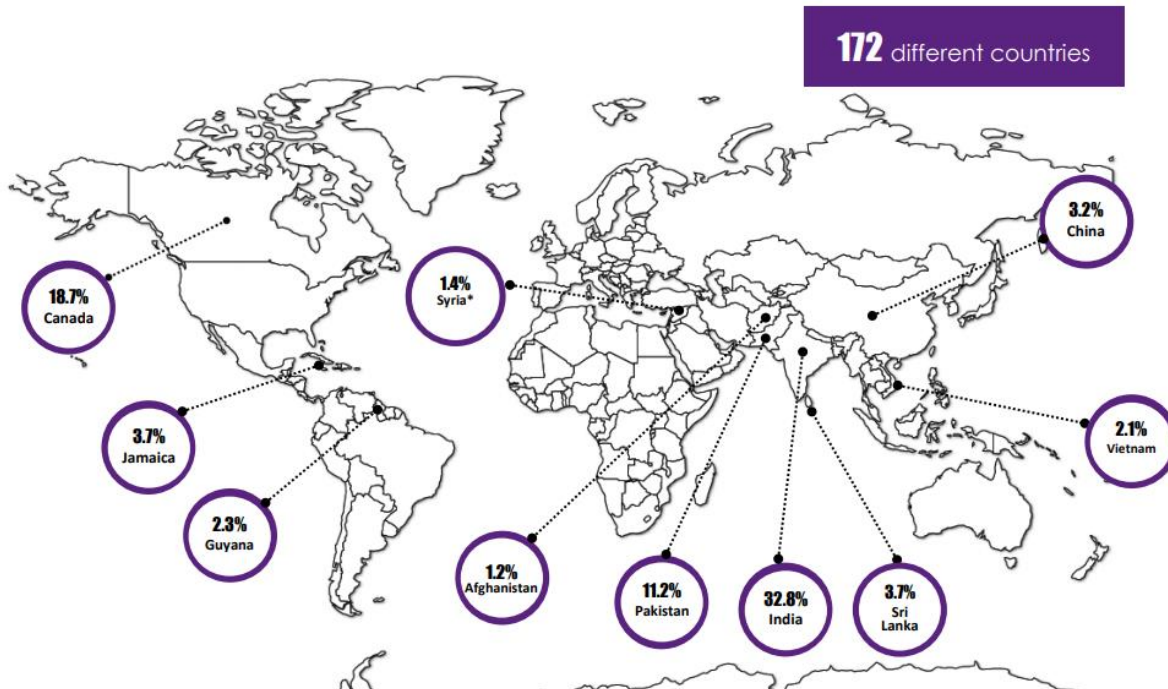 172 different countries
3.2%
China
1.4%
Syria*
18.7%
Canada
3.7%
Jamaica
2.1%
Vietnam
2.3%
Guyana
1.2%
Afghanistan
11.2%
Pakistan
32.8%
India
3.7%
Sri
Lanka